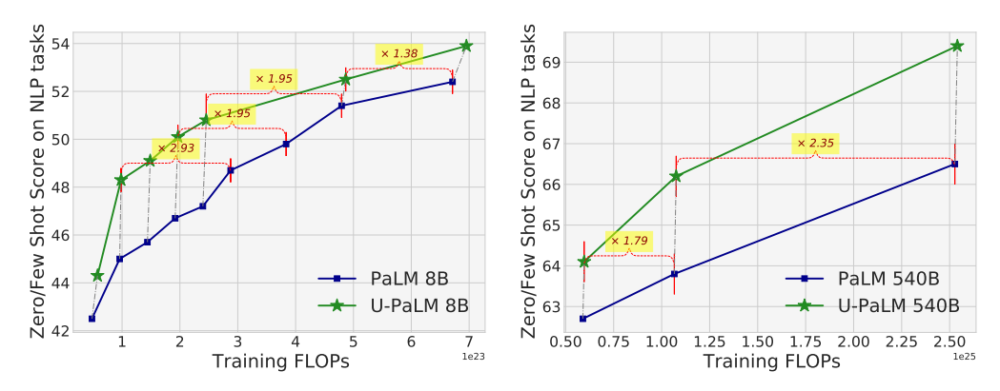 Zero/Few Shot Score on NLP tasks
54
52
50
48
46
44
42
× 2.93
× 1.95
× 1.95
× 1.38
PaLM 8B
U-PaLM 8B
1 2 3 4 5 6 7
1e23
Training FLOPs
Zero/Few Shot Score on NLP tasks
69
68
67
66
65
64
63
× 1.79
× 2.35
PaLM 540B
U-PaLM 540B
0.50 0.75 1.00 1.25 1.50 1.75 2.00 2.25 2.50
1e25
Training FLOPs